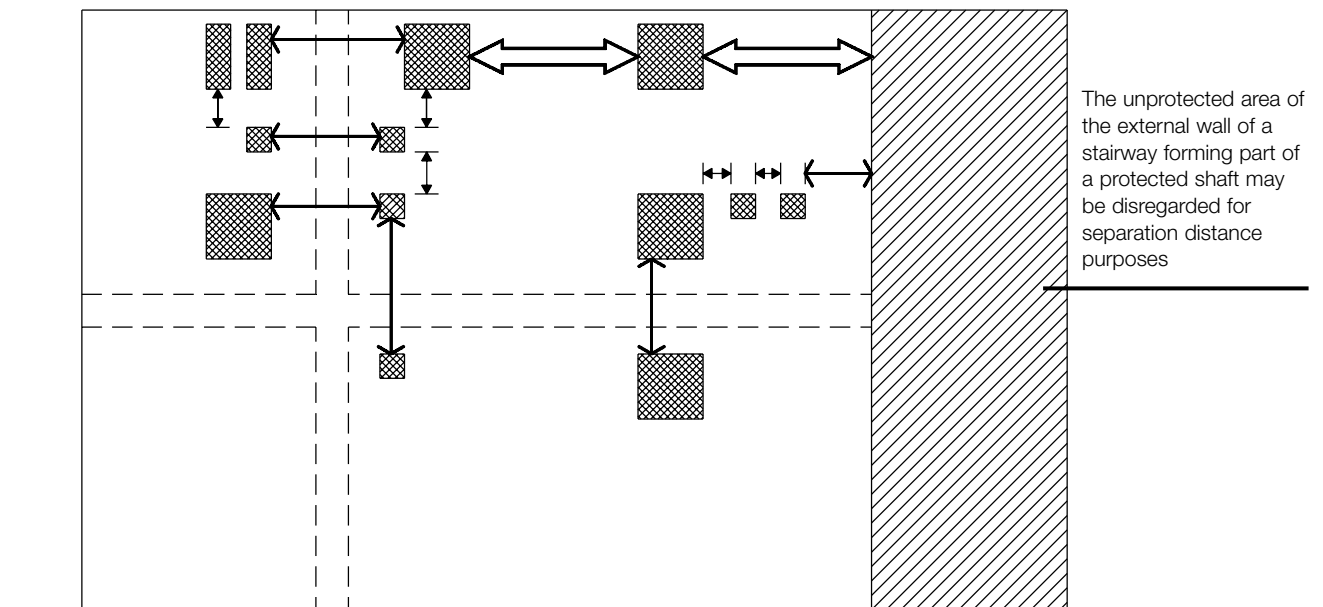 The unprotected area of
the external wall of a
stairway forming part of
a protected shaft may
be disregarded for
separation distance
purposes